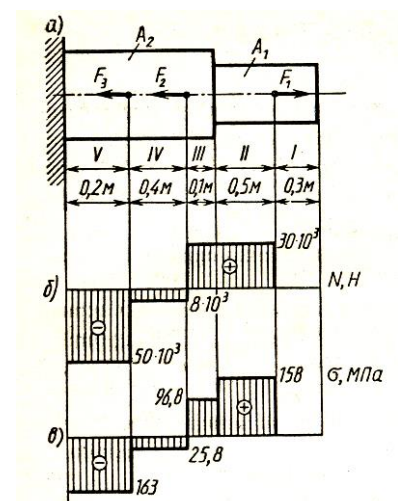 а)
A₂
A₁
F₃
F₂
F₁
V
IV
III
II
I
0,2м
0,4м
0,1м
0,5м
0,3м
30·10³
б)
+
N, Н
−
8·10³
50·10³
158
σ, МПа
96,8
+
в)
−
25,8
163